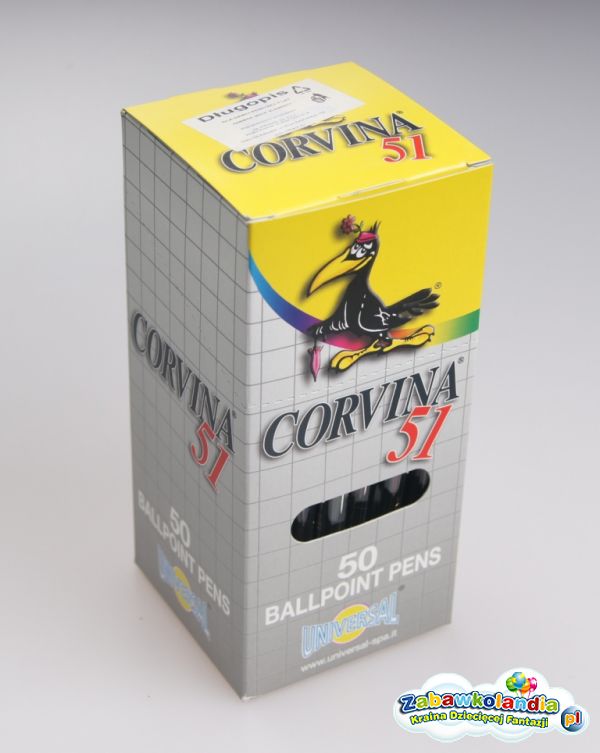 Długopis
CORVINA®
51
®
CORVINA®
51
50
BALLPOINT PENS
UNIVERSAL®
www.universal-spa.it
CORVINA®
51
50
BALLPOINT PENS
UNIVERSAL
Zabawkolandia
.pl
Kraina Dziecięcej Fantazji